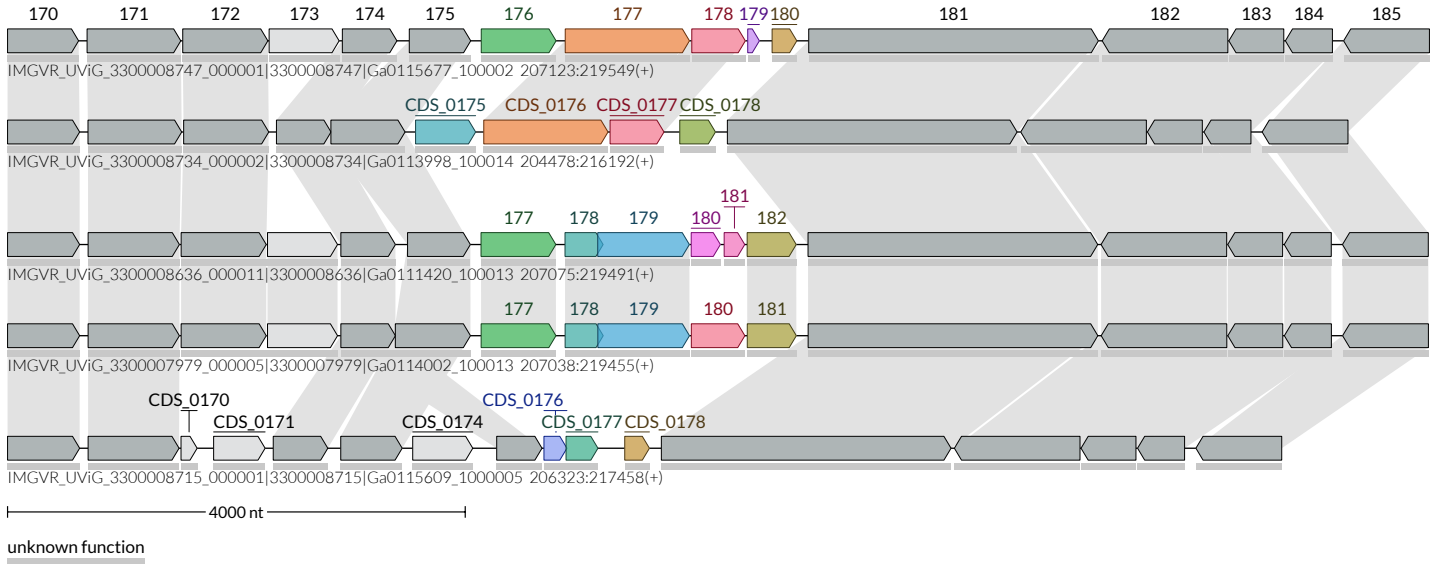 170 171 172 173 174 175 176 177 178 179 180 181 182 183 184 185
IMGVR_UViG_3300008747_000001|3300008747|Ga0115677_100002 207123:219549(+)
CDS_0175 CDS_0176 CDS_0177 CDS_0178
IMGVR_UViG_3300008734_000002|3300008734|Ga0113998_100014 204478:216192(+)
181
177 178 179 180 182
IMGVR_UViG_3300008636_000011|3300008636|Ga0111420_100013 207075:219491(+)
177 178 179 180 181
IMGVR_UViG_3300007979_000005|3300007979|Ga0114002_100013 207038:219455(+)
CDS_0170 CDS_0176
CDS_0171 CDS_0174 CDS_0177 CDS_0178
IMGVR_UViG_3300008715_000001|3300008715|Ga0115609_1000005 206323:217458(+)
4000 nt
unknown function